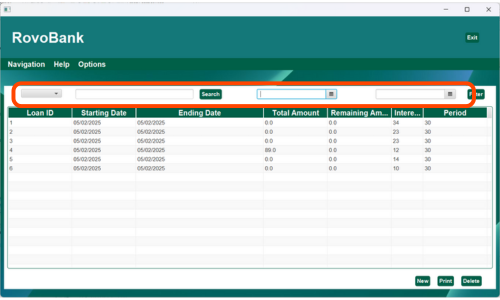 RovoBank
Exit
Navigation Help Options
Search
Loan ID Starting Date Ending Date Total Amount Remaining Am... Intere... Period
1 05/02/2025 05/02/2025 0.0 0.0 34 30
2 05/02/2025 05/02/2025 0.0 0.0 23 30
3 05/02/2025 05/02/2025 0.0 0.0 23 30
4 05/02/2025 05/02/2025 89.0 0.0 12 30
5 05/02/2025 05/02/2025 0.0 0.0 14 30
6 05/02/2025 05/02/2025 0.0 0.0 10 30
New Print Delete